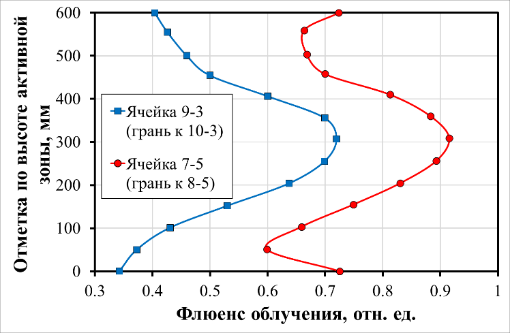 Отметка по высоте активной
зоны, мм
600
500
400
300
200
100
0
Ячейка 9-3
(грань к 10-3)
Ячейка 7-5
(грань к 8-5)
0.3 0.4 0.5 0.6 0.7 0.8 0.9 1
Флюенс облучения, отн. ед.